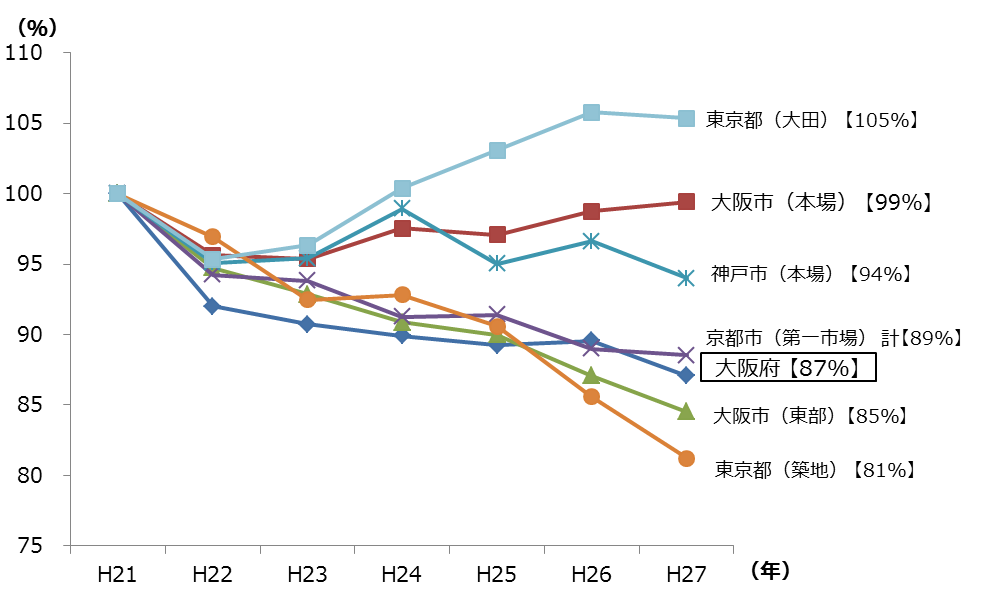 （%）
110
105
100
95
90
85
80
75
H21 H22 H23 H24 H25 H26 H27 （年）
東京都（大田）【105%】
大阪市（本場）【99%】
神戸市（本場）【94%】
京都市（第一市場） 計【89%】
大阪府【87%】
大阪市（東部）【85%】
東京都（築地）【81%】